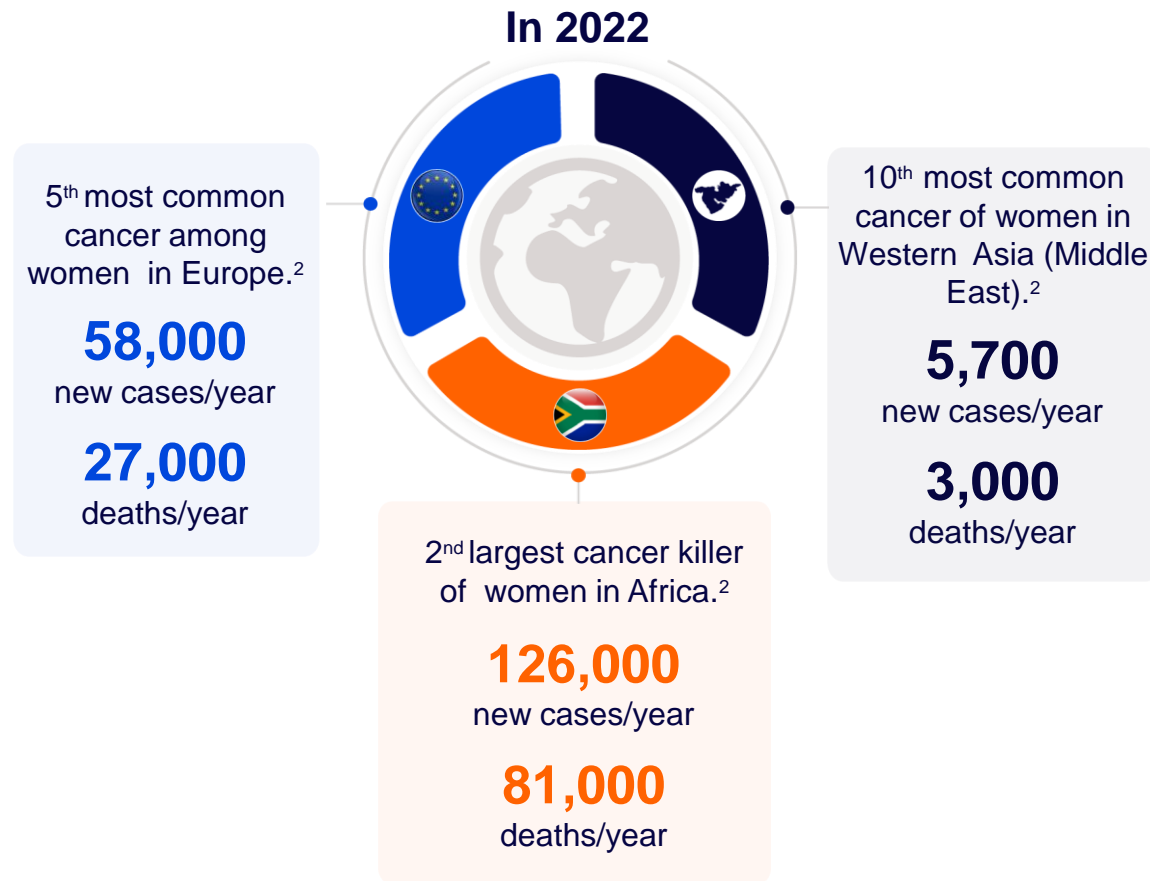 In 2022
5th most common
cancer among
women in Europe.2
58,000
new cases/year
27,000
deaths/year
10th most common
cancer of women in
Western Asia (Middle
East).2
5,700
new cases/year
3,000
deaths/year
2nd largest cancer killer
of women in Africa.2
126,000
new cases/year
81,000
deaths/year